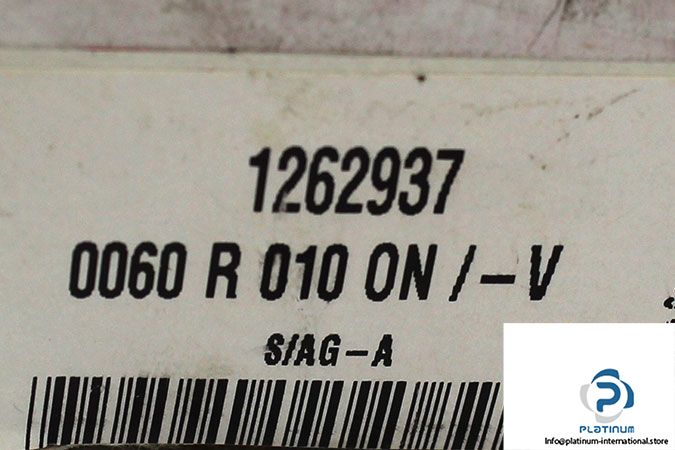 1262937
0060 R 010 ON / -V
S/AG-A
PLATINUM
Info@platinum-international.store